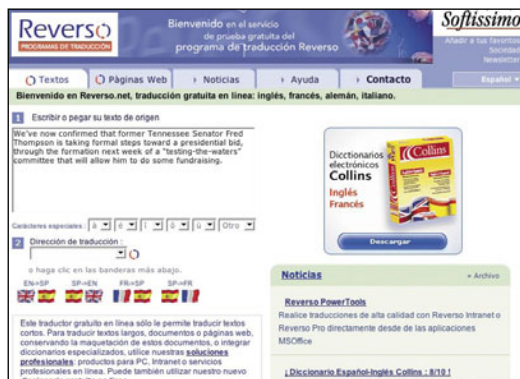 Reverso
PROGRAMAS DE TRADUCCIÓN
Bienvenido en el servicio
de prueba gratuita del
programa de traducción Reverso
Softissimo
Añadir a tus favoritos
Sociedad
Newsletter
Textos
Páginas Web
Noticias
Ayuda
Contacto
Español
Bienvenido en Reverso.net, traducción gratuita en línea: inglés, francés, alemán, italiano.
1 Escribir o pegar su texto de origen
We've now confirmed that former Tennessee Senator Fred
Thompson is taking formal steps toward a presidential bid,
through the formation next week of a "testing-the-waters"
committee that will allow him to do some fundraising.
Carácteres especiales : à é î ô ü Otro
2 Dirección de traducción :
o haga clic en las banderas más abajo.
EN->SP SP->EN FR->SP SP->FR
Este traductor gratuito en línea sólo le permite traducir textos
cortos. Para traducir textos largos, documentos o páginas web,
conservando la maquetación de estos documentos, o integrar
diccionarios especializados, utilice nuestras soluciones
profesionales: productos para PC, Intranet o servicios
profesionales en línea. Puede también utilizar nuestro nuevo
Dicctionarios
electrónicos
Collins
Inglés
Francés
Collins
Descargar
Noticias
» Archivo
Reverso PowerTools
Realice traducciones de alta calidad con Reverso Intranet o
Reverso Pro directamente desde de las aplicaciones
MSOffice
¡ Diccionario Español-Inglés Collins : 8/10 !